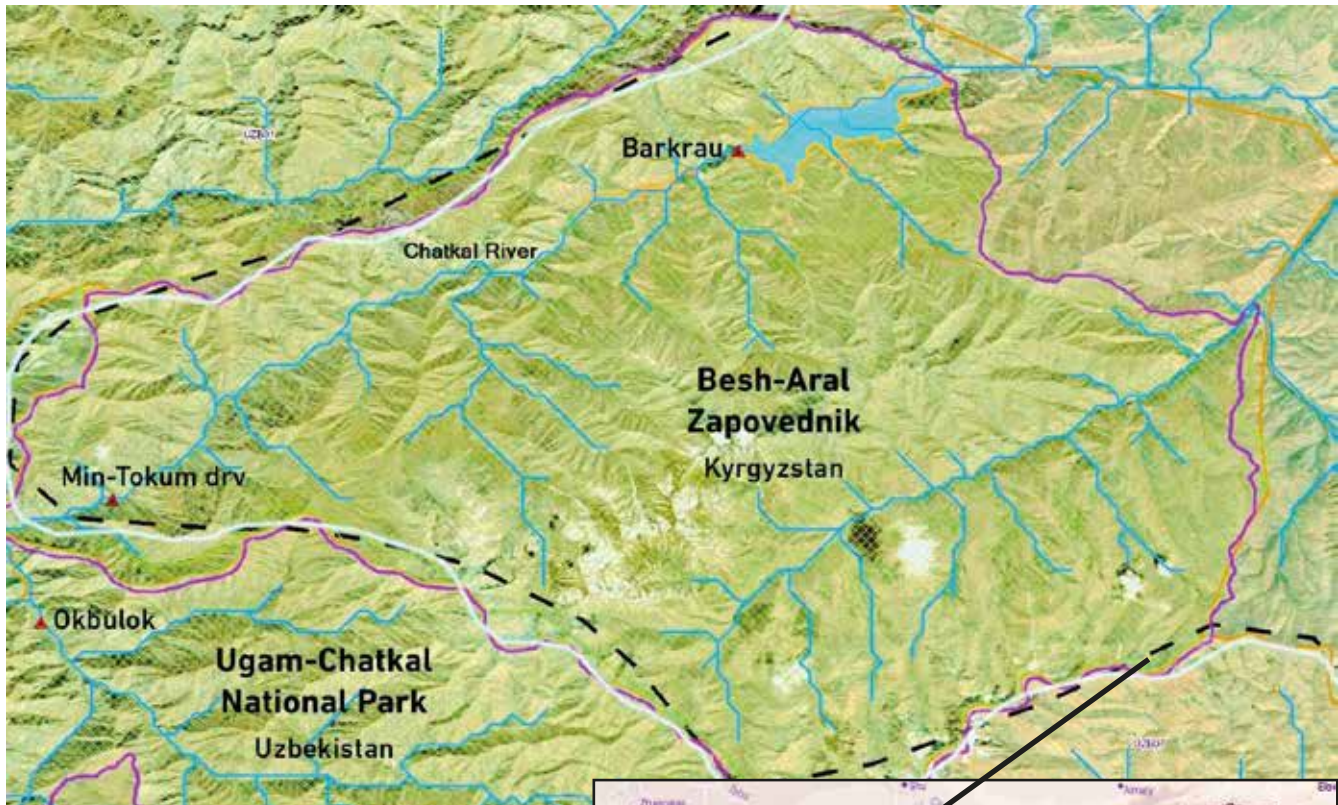 Barkrau
Chatkal River
Besh-Aral
Zapovednik
Kyrgyzstan
Min-Tokum drv
Okbulok
Ugam-Chatkal
National Park
Uzbekistan